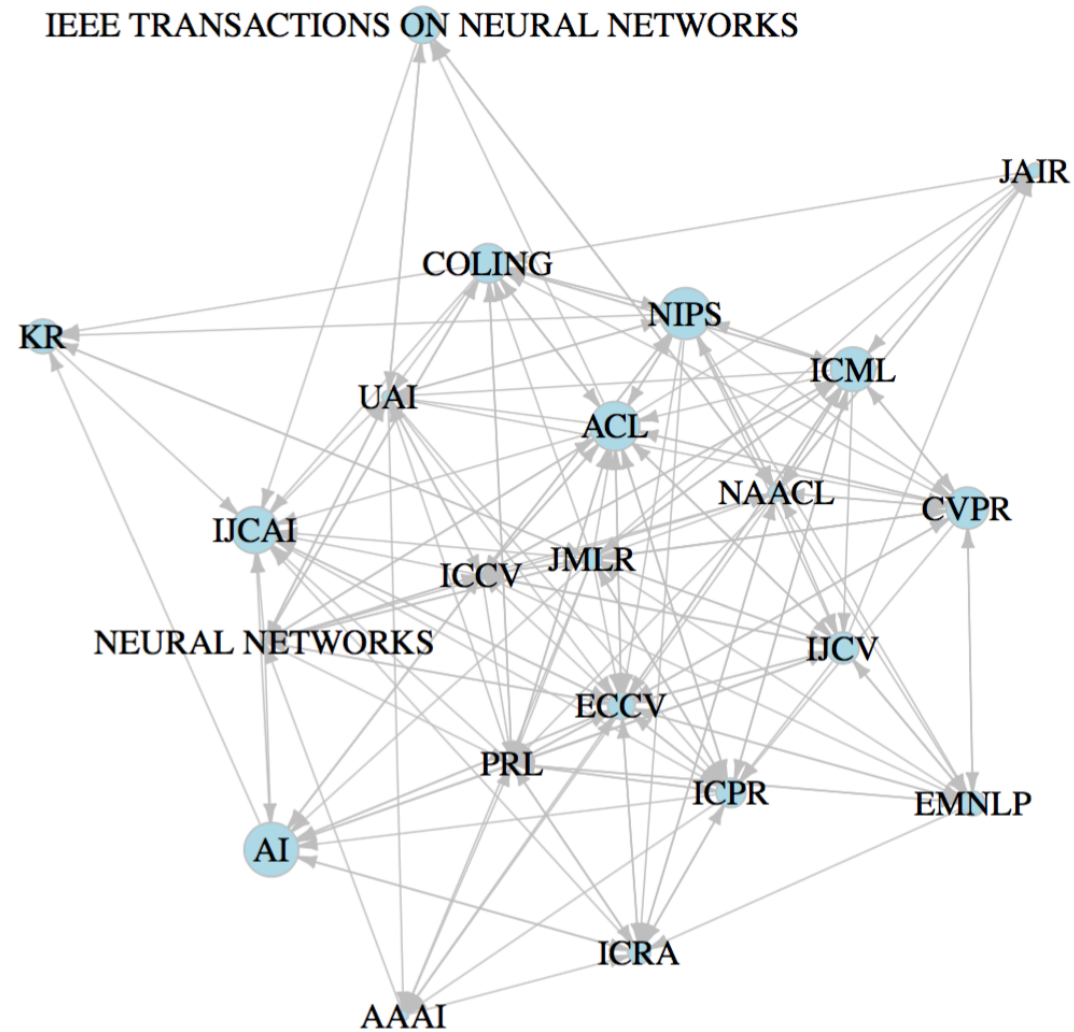 IEEE TRANSACTIONS ON NEURAL NETWORKS
JAIR
COLING
NIPS
KR
ICML
UAI
ACL
NAACL
CVPR
IJCAI
JMLR
ICCV
NEURAL NETWORKS
IJCV
ECCV
PRL
ICPR
EMNLP
AI
ICRA
AAAI